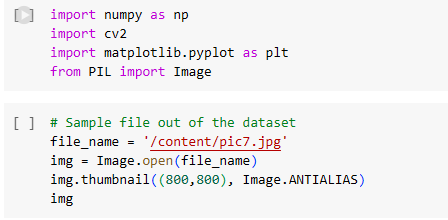 [ ] import numpy as np
import cv2
import matplotlib.pyplot as plt
from PIL import Image
[ ] # Sample file out of the dataset
file_name = '/content/pic7.jpg'
img = Image.open(file_name)
img.thumbnail((800,800), Image.ANTIALIAS)
img